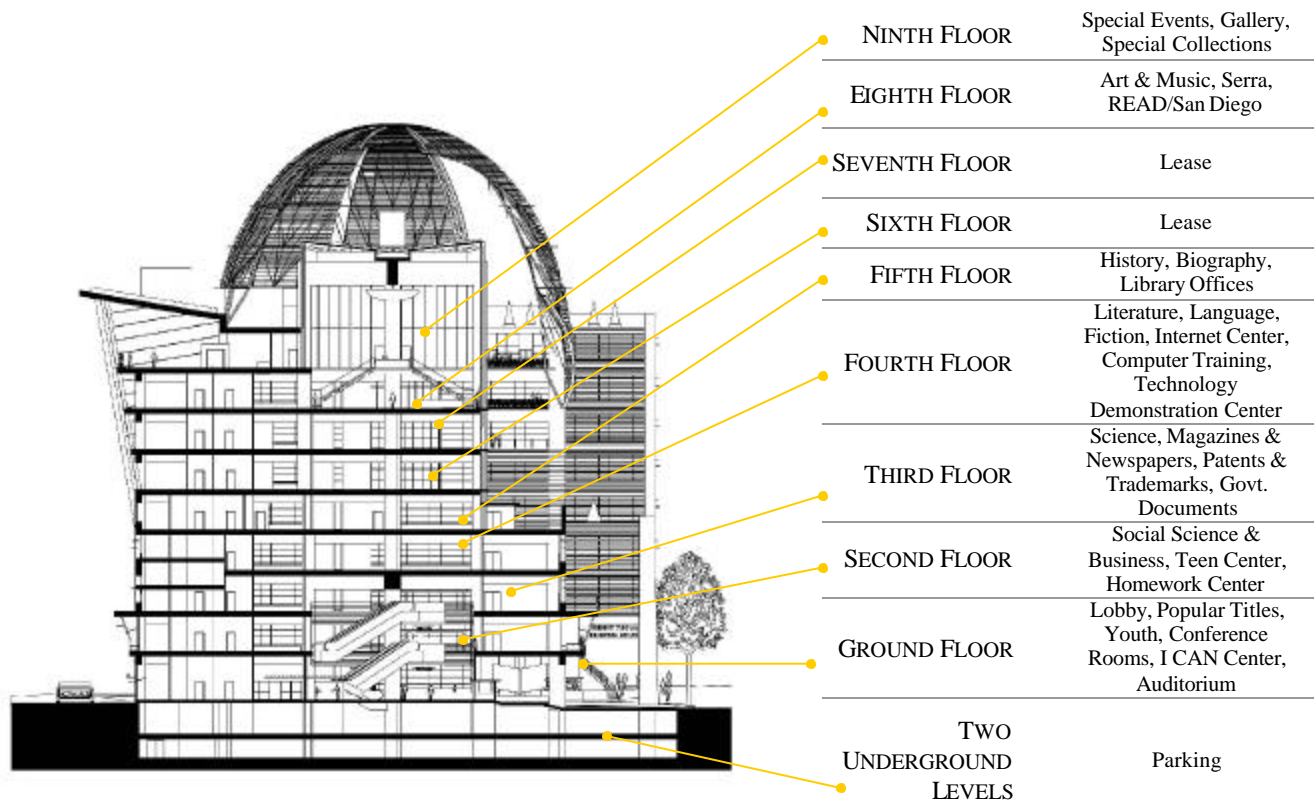 NINTH FLOOR
Special Events, Gallery,
Special Collections
EIGHTH FLOOR
Art & Music, Serra,
READ/San Diego
SEVENTH FLOOR
Lease
SIXTH FLOOR
Lease
FIFTH FLOOR
History, Biography,
Library Offices
FOURTH FLOOR
Literature, Language,
Fiction, Internet Center,
Computer Training,
Technology
Demonstration Center
THIRD FLOOR
Science, Magazines &
Newspapers, Patents &
Trademarks, Govt.
Documents
SECOND FLOOR
Social Science &
Business, Teen Center,
Homework Center
GROUND FLOOR
Lobby, Popular Titles,
Youth, Conference
Rooms, I CAN Center,
Auditorium
TWO
UNDERGROUND
LEVELS
Parking